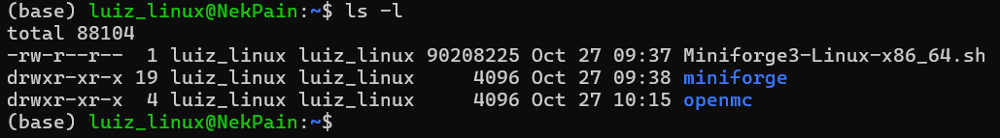 (base) luiz_linux@NekPain:~$ ls -l
total 88104
-rw-r--r--  1 luiz_linux luiz_linux 90208225 Oct 27 09:37 Miniforge3-Linux-x86_64.sh
drwxr-xr-x 19 luiz_linux luiz_linux     4096 Oct 27 09:38 miniforge
drwxr-xr-x  4 luiz_linux luiz_linux     4096 Oct 27 10:15 openmc
(base) luiz_linux@NekPain:~$